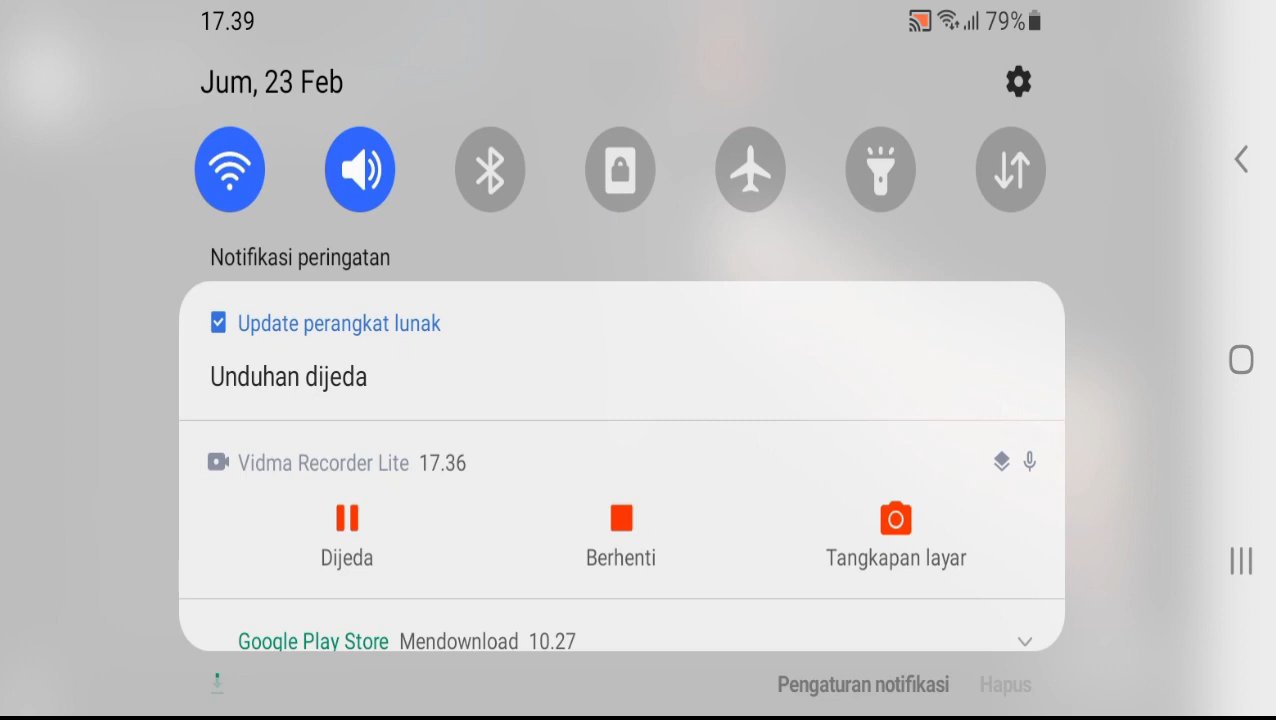 17.39
79%
Jum, 23 Feb
Notifikasi peringatan
Update perangkat lunak
Unduhan dijeda
Vidma Recorder Lite 17.36
Dijeda
Berhenti
Tangkapan layar
Google Play Store Mendownload 10.27
Pengaturan notifikasi
Hapus